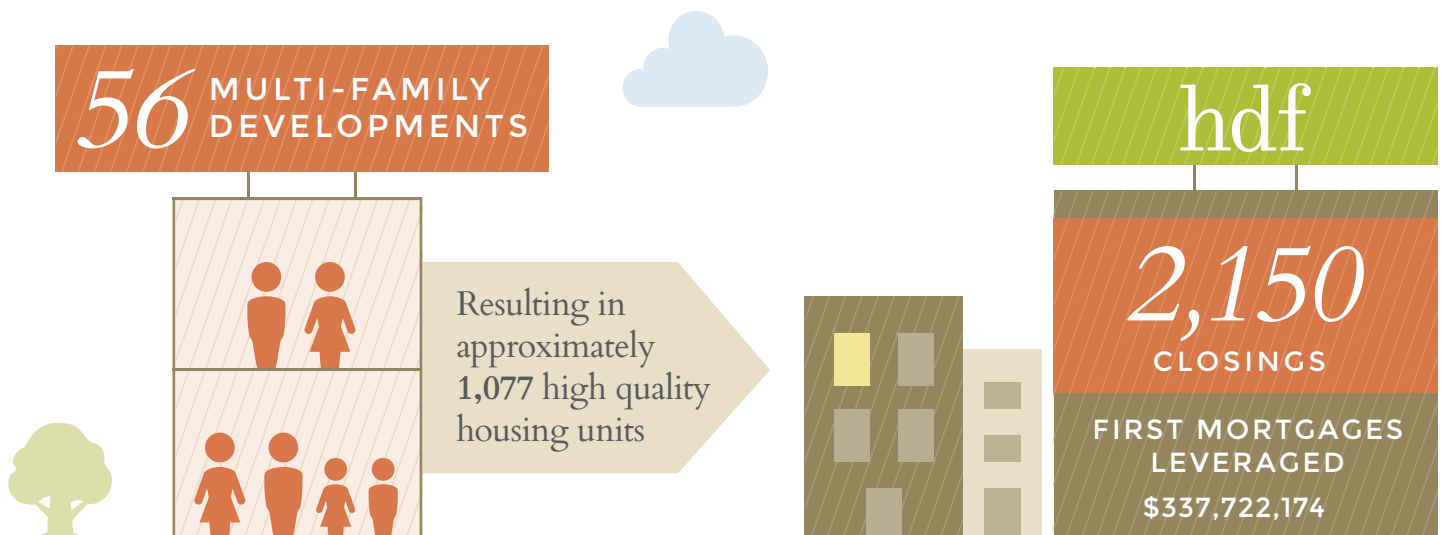 56 MULTI-FAMILY
DEVELOPMENTS
Resulting in
approximately
1,077 high quality
housing units
hdf
2,150
CLOSINGS
FIRST MORTGAGES
LEVERAGED
$337,722,174